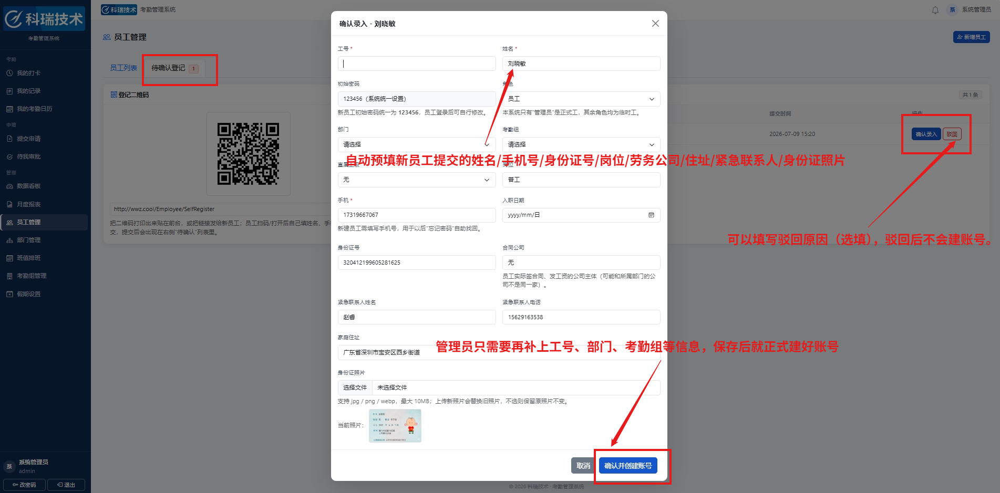 科瑞技术
考勤管理系统
科瑞技术 考勤管理系统
系 系统管理员
考勤
我的打卡
我的记录
我的考勤日历
申请
提交申请
待我审批
管理
数据看板
月度报表
员工管理
部门管理
班值排班
考勤组管理
假期设置
系 系统管理员
admin
改密码 退出
员工管理
新增员工
员工列表 待确认登记 1
登记二维码
共 1 条
http://wwz.cool/Employee/SelfRegister
把二维码打印出来贴在前台，或把链接发给新员工；员工扫码/打开后自己填姓名、手
交，提交后会出现在右侧"待确认"列表里。
提交时间 操作
2026-07-09 15:20 确认录入 驳回
确认录入 - 刘晓敏
工号 * 姓名 *
刘晓敏
初始密码 角色
123456（系统统一设置） 员工
新员工初始密码统一为 123456，员工登录后可自行修改。 本系统只有"管理员"是正式工，其余角色均为临时工。
部门 考勤组
请选择 请选择
自动预填新员工提交的姓名/手机号/身份证号/岗位/劳务公司/住址/紧急联系人/身份证照片
直属上级 岗位
无 普工
手机 * 入职日期
17319667067 yyyy/mm/日
新建员工需填写手机号，用于以后"忘记密码"自助找回。
可以填写驳回原因（选填），驳回后不会建账号。
身份证号 合同公司
320412199605281625 无
员工实际签合同、发工资的公司主体（可能和所属部门的公
司不是同一家）。
紧急联系人姓名 紧急联系人电话
赵睿 15629163538
家庭住址
广东省深圳市宝安区西乡街道
管理员只需要再补上工号、部门、考勤组等信息，保存后就正式建好账号
身份证照片
选择文件 未选择文件
支持 jpg / png / webp，最大 10MB；上传新照片会替换旧照片，不选则保留原照片不变。
当前照片：
取消 确认并创建账号
© 2026 科瑞技术 · 考勤管理系统